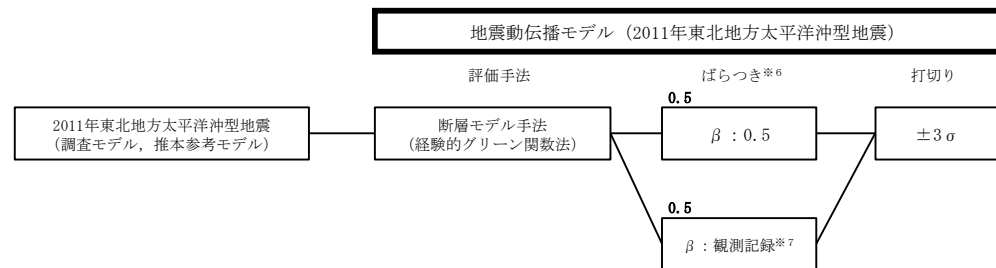 地震動伝播モデル（2011年東北地方太平洋沖型地震）
評価手法
ばらつき※6
打切り
0.5
2011年東北地方太平洋沖型地震
（調査モデル，推本参考モデル）
断層モデル手法
（経験的グリーン関数法）
β：0.5
±3σ
0.5
β：観測記録※7